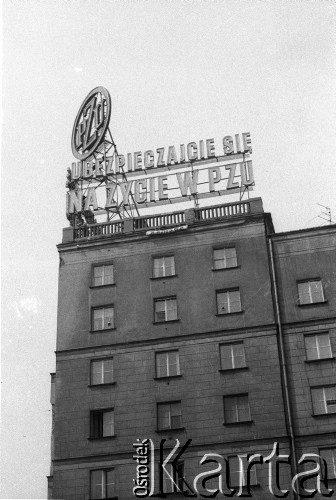 PZU
UBEZPIECZAJCIE SIĘ
NA ŻYCIE W PZU
Ośrodek
Karta